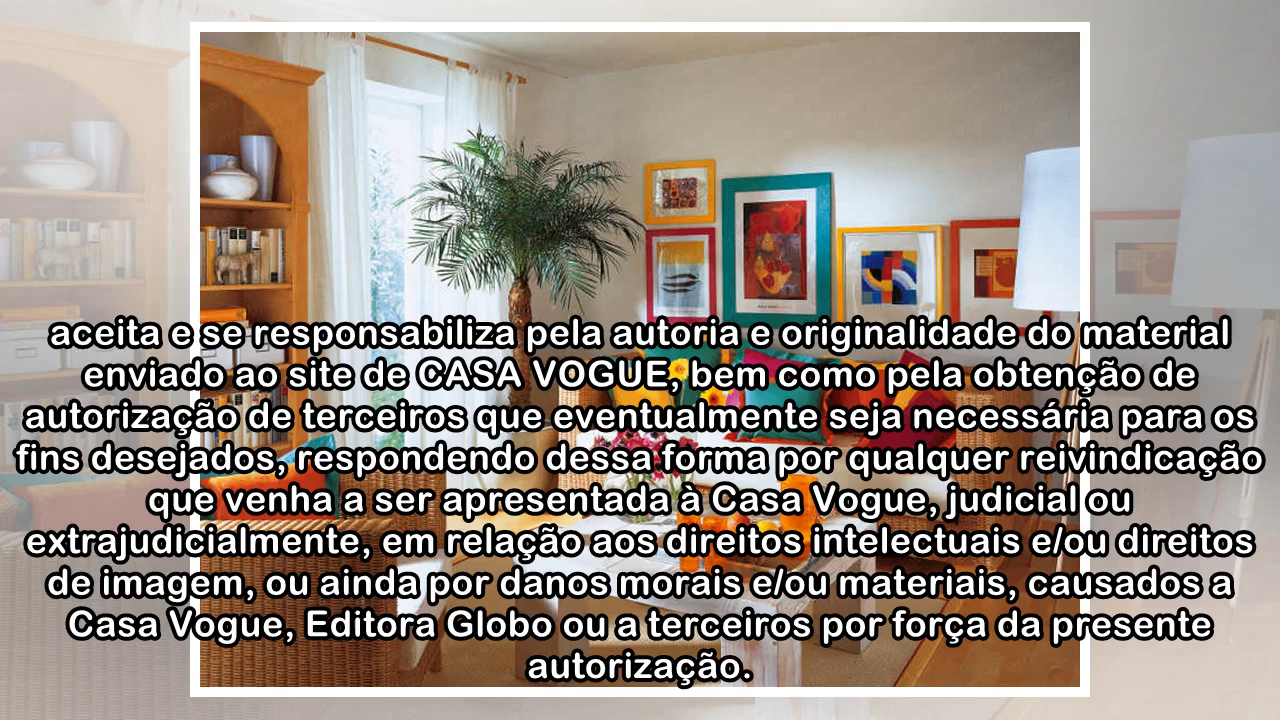 aceita e se responsabiliza pela autoria e originalidade do material
enviado ao site de CASA VOGUE, bem como pela obtenção de
autorização de terceiros que eventualmente seja necessária para os
fins desejados, respondendo dessa forma por qualquer reivindicação
que venha a ser apresentada à Casa Vogue, judicial ou
extrajudicialmente, em relação aos direitos intelectuais e/ou direitos
de imagem, ou ainda por danos morais e/ou materiais, causados a
Casa Vogue, Editora Globo ou a terceiros por força da presente
autorização.